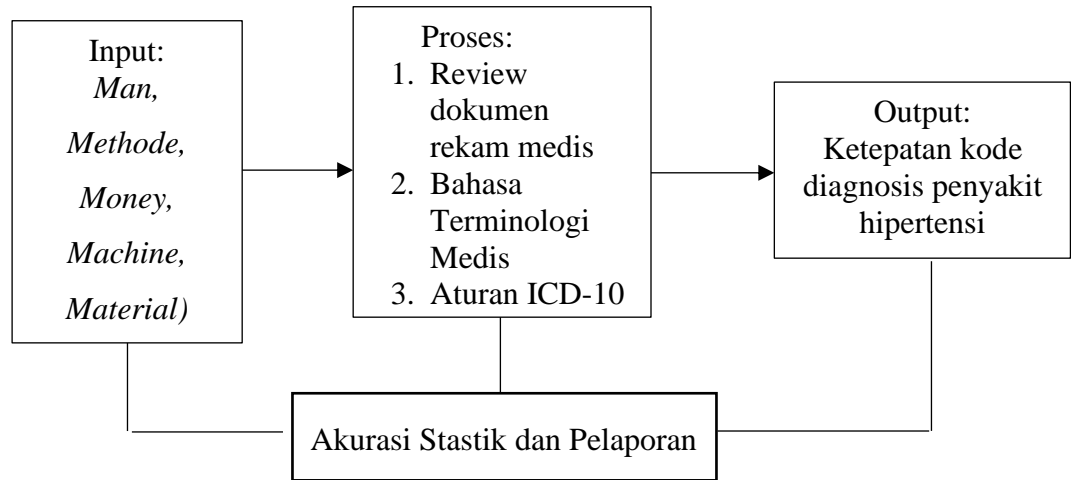 Input:
Man,
Methode,
Money,
Machine,
Material)
Proses:
1. Review
dokumen
rekam medis
2. Bahasa
Terminologi
Medis
3. Aturan ICD-10
Output:
Ketepatan kode
diagnosis penyakit
hipertensi
Akurasi Stastik dan Pelaporan